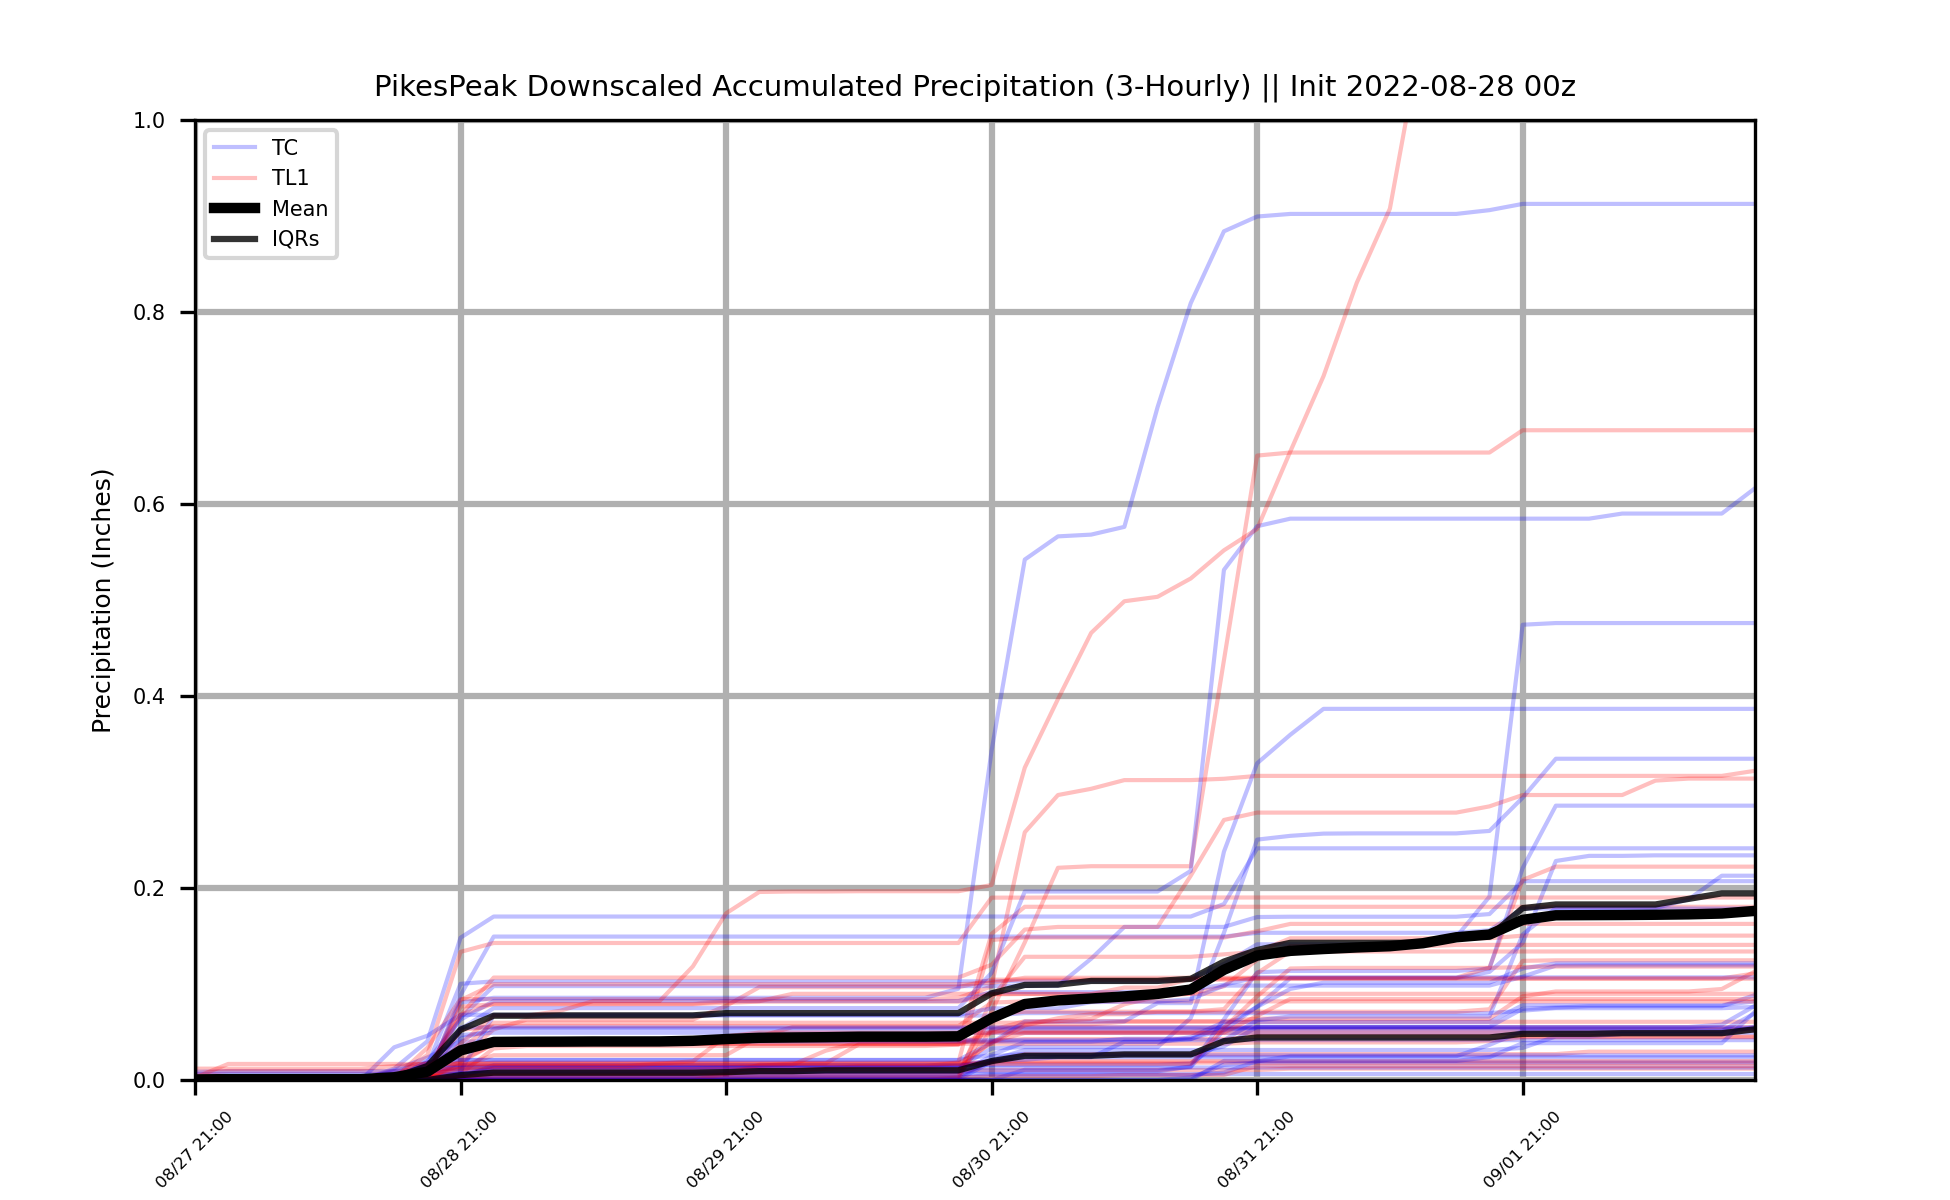 PikesPeak Downscaled Accumulated Precipitation (3-Hourly) || Init 2022-08-28 00z
Precipitation (Inches)
1.0
0.8
0.6
0.4
0.2
0.0
TC
TL1
Mean
IQRs
08/27 21:00
08/28 21:00
08/29 21:00
08/30 21:00
08/31 21:00
09/01 21:00